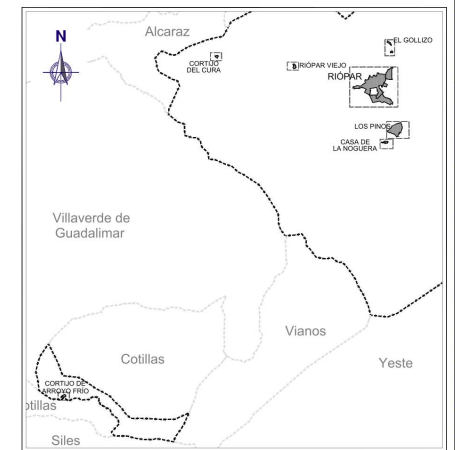 Alcaraz
N
EL GOLLIZO
CORTIJO
DEL CURA
RIÓPAR VIEJO
RIÓPAR
LOS PINOS
CASA DE
LA NOGUERA
Villaverde de
Guadalimar
Vianos
Cotillas
Yeste
CORTIJO DE
ARROYO FRÍO
otillas
Siles